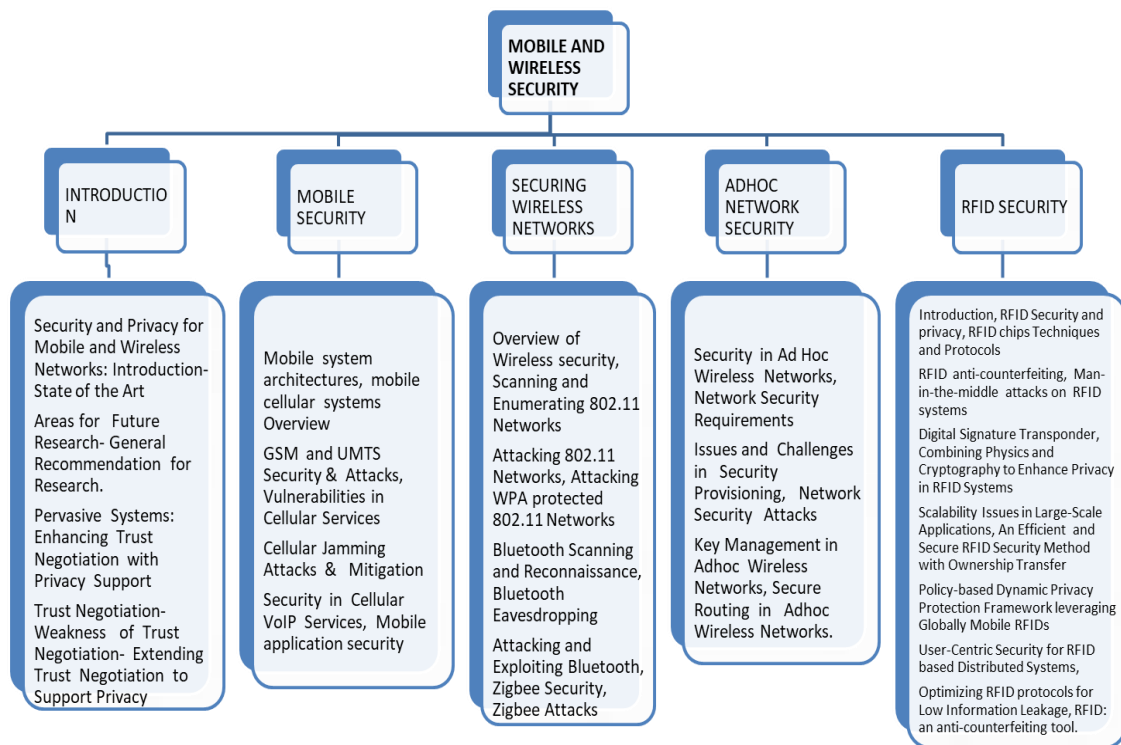 MOBILE AND
WIRELESS
SECURITY
INTRODUCTIO
N
MOBILE
SECURITY
SECURING
WIRELESS
NETWORKS
ADHOC
NETWORK
SECURITY
RFID SECURITY
Security and Privacy for
Mobile and Wireless
Networks: Introduction-
State of the Art
Areas for Future
Research- General
Recommendation for
Research.
Pervasive Systems:
Enhancing Trust
Negotiation with
Privacy Support
Trust Negotiation-
Weakness of Trust
Negotiation- Extending
Trust Negotiation to
Support Privacy
Mobile system
architectures, mobile
cellular systems
Overview
GSM and UMTS
Security & Attacks,
Vulnerabilities in
Cellular Services
Cellular Jamming
Attacks & Mitigation
Security in Cellular
VoIP Services, Mobile
application security
Overview of
Wireless security,
Scanning and
Enumerating 802.11
Networks
Attacking 802.11
Networks, Attacking
WPA protected
802.11 Networks
Bluetooth Scanning
and Reconnaissance,
Bluetooth
Eavesdropping
Attacking and
Exploiting Bluetooth,
Zigbee Security,
Zigbee Attacks
Security in Ad Hoc
Wireless Networks,
Network Security
Requirements
Issues and Challenges
in Security
Provisioning, Network
Security Attacks
Key Management in
Adhoc Wireless
Networks, Secure
Routing in Adhoc
Wireless Networks.
Introduction, RFID Security and
privacy, RFID chips Techniques
and Protocols
RFID anti-counterfeiting, Man-
in-the-middle attacks on RFID
systems
Digital Signature Transponder,
Combining Physics and
Cryptography to Enhance Privacy
in RFID Systems
Scalability Issues in Large-Scale
Applications, An Efficient and
Secure RFID Security Method
with Ownership Transfer
Policy-based Dynamic Privacy
Protection Framework leveraging
Globally Mobile RFIDs
User-Centric Security for RFID
based Distributed Systems,
Optimizing RFID protocols for
Low Information Leakage, RFID:
an anti-counterfeiting tool.